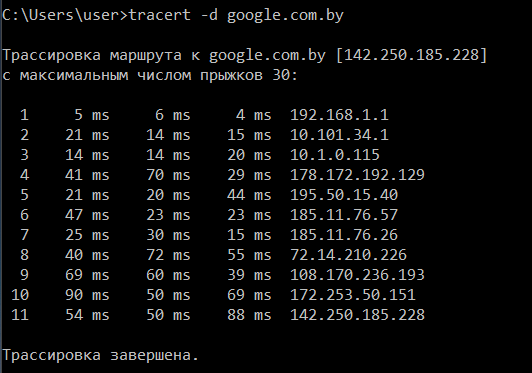 C:\Users\user>tracert -d google.com.by
Трассировка маршрута к google.com.by [142.250.185.228]
с максимальным числом прыжков 30:
1 5 ms 6 ms 4 ms 192.168.1.1
2 21 ms 14 ms 15 ms 10.101.34.1
3 14 ms 14 ms 20 ms 10.1.0.115
4 41 ms 70 ms 29 ms 178.172.192.129
5 21 ms 20 ms 44 ms 195.50.15.40
6 47 ms 23 ms 23 ms 185.11.76.57
7 25 ms 30 ms 15 ms 185.11.76.26
8 40 ms 72 ms 55 ms 72.14.210.226
9 69 ms 60 ms 39 ms 108.170.236.193
10 90 ms 50 ms 69 ms 172.253.50.151
11 54 ms 50 ms 88 ms 142.250.185.228
Трассировка завершена.